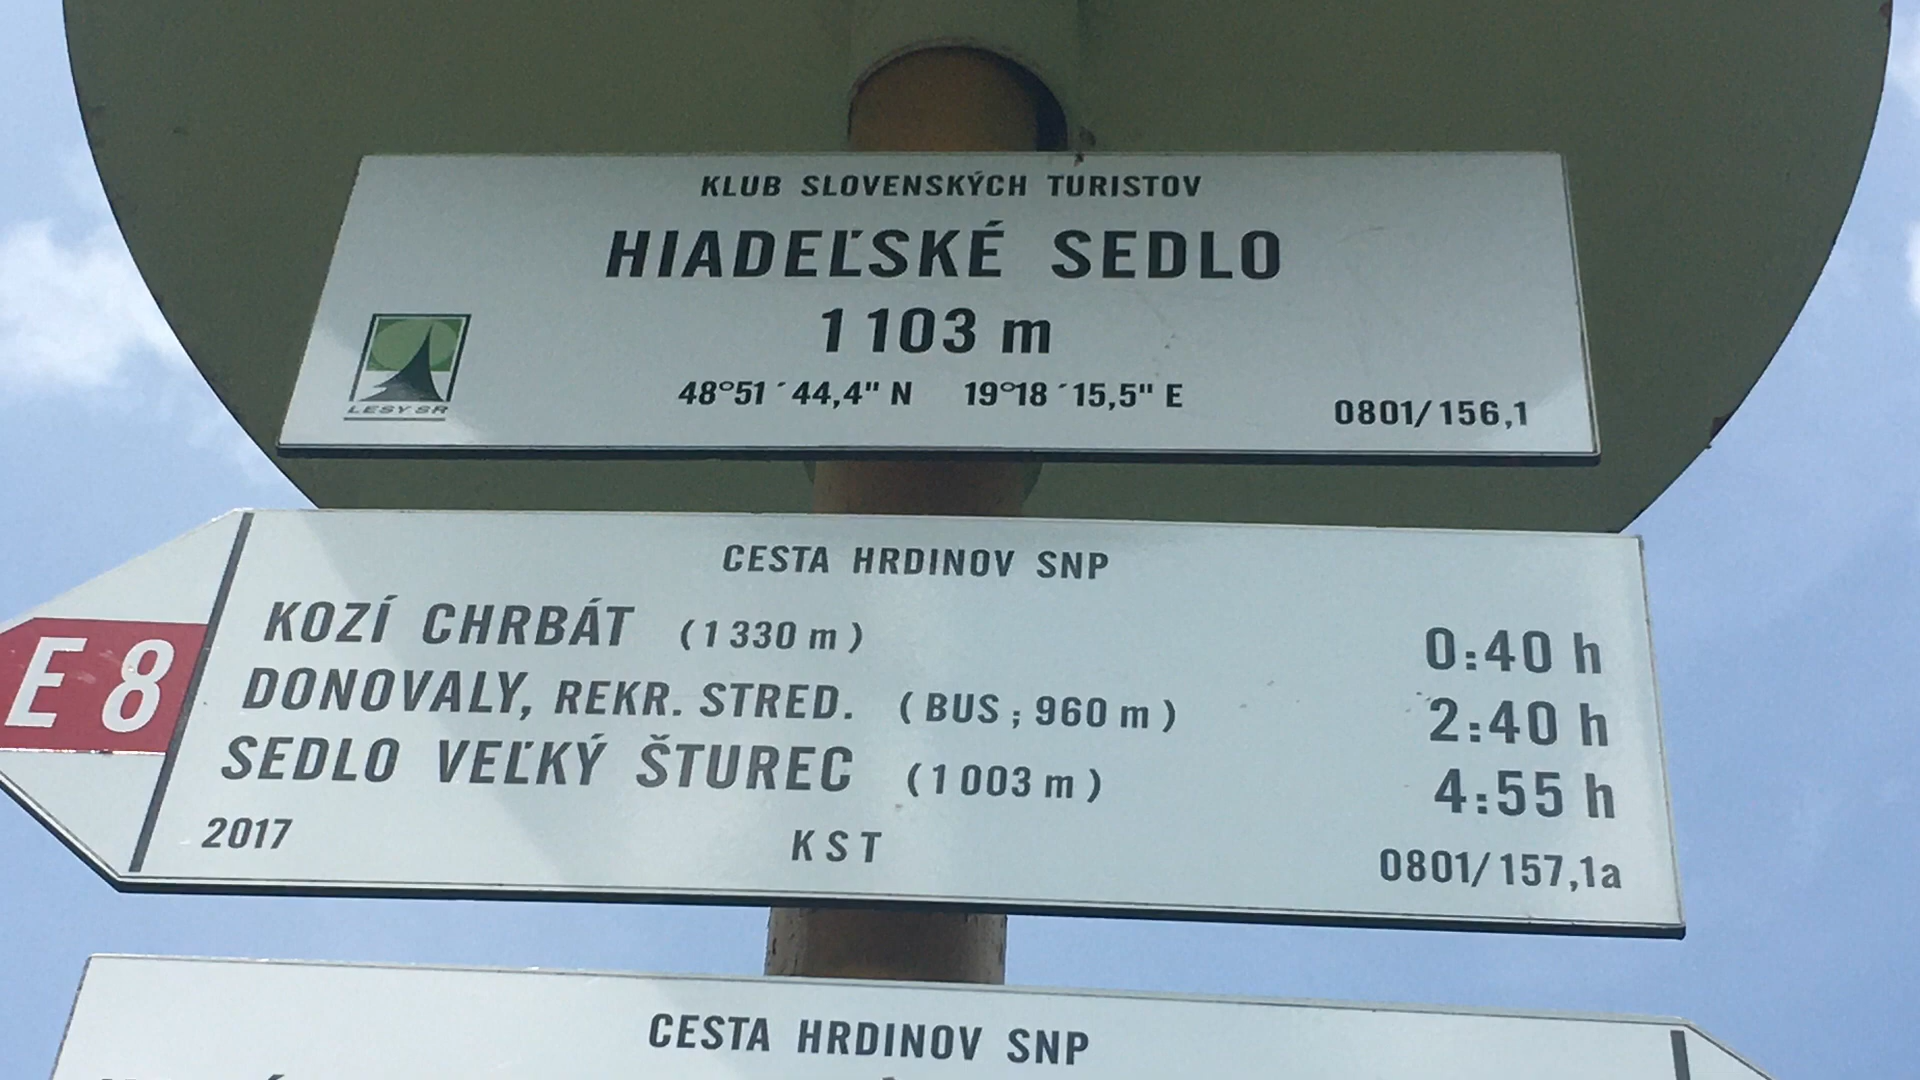 KLUB SLOVENSKÝCH TURISTOV
HIADEĽSKÉ SEDLO
1103 m
48°51´44,4" N 19°18´15,5" E
0801/156,1
LESY SR
CESTA HRDINOV SNP
E 8
KOZÍ CHRBÁT (1330 m) 0:40 h
DONOVALY, REKR. STRED. (BUS; 960 m) 2:40 h
SEDLO VEĽKÝ ŠTUREC (1003 m) 4:55 h
2017 KST 0801/157,1a
CESTA HRDINOV SNP